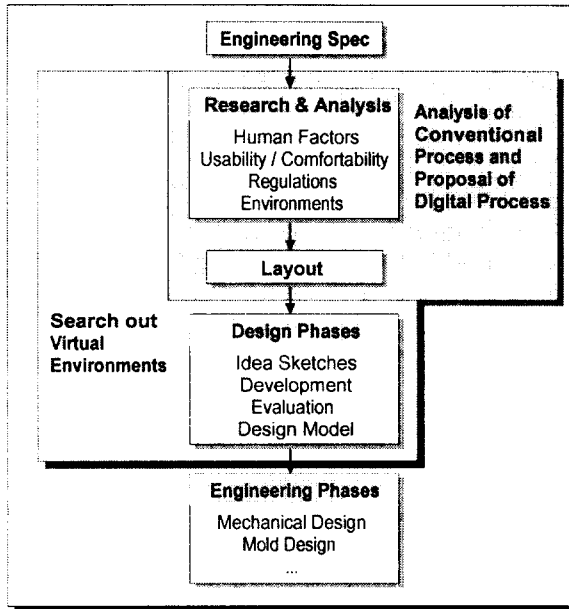 Engineering Spec
Research & Analysis
Human Factors
Usability / Comfortability
Regulations
Environments
Analysis of
Conventional
Process and
Proposal of
Digital Process
Layout
Search out
Virtual
Environments
Design Phases
Idea Sketches
Development
Evaluation
Design Model
Engineering Phases
Mechanical Design
Mold Design
...